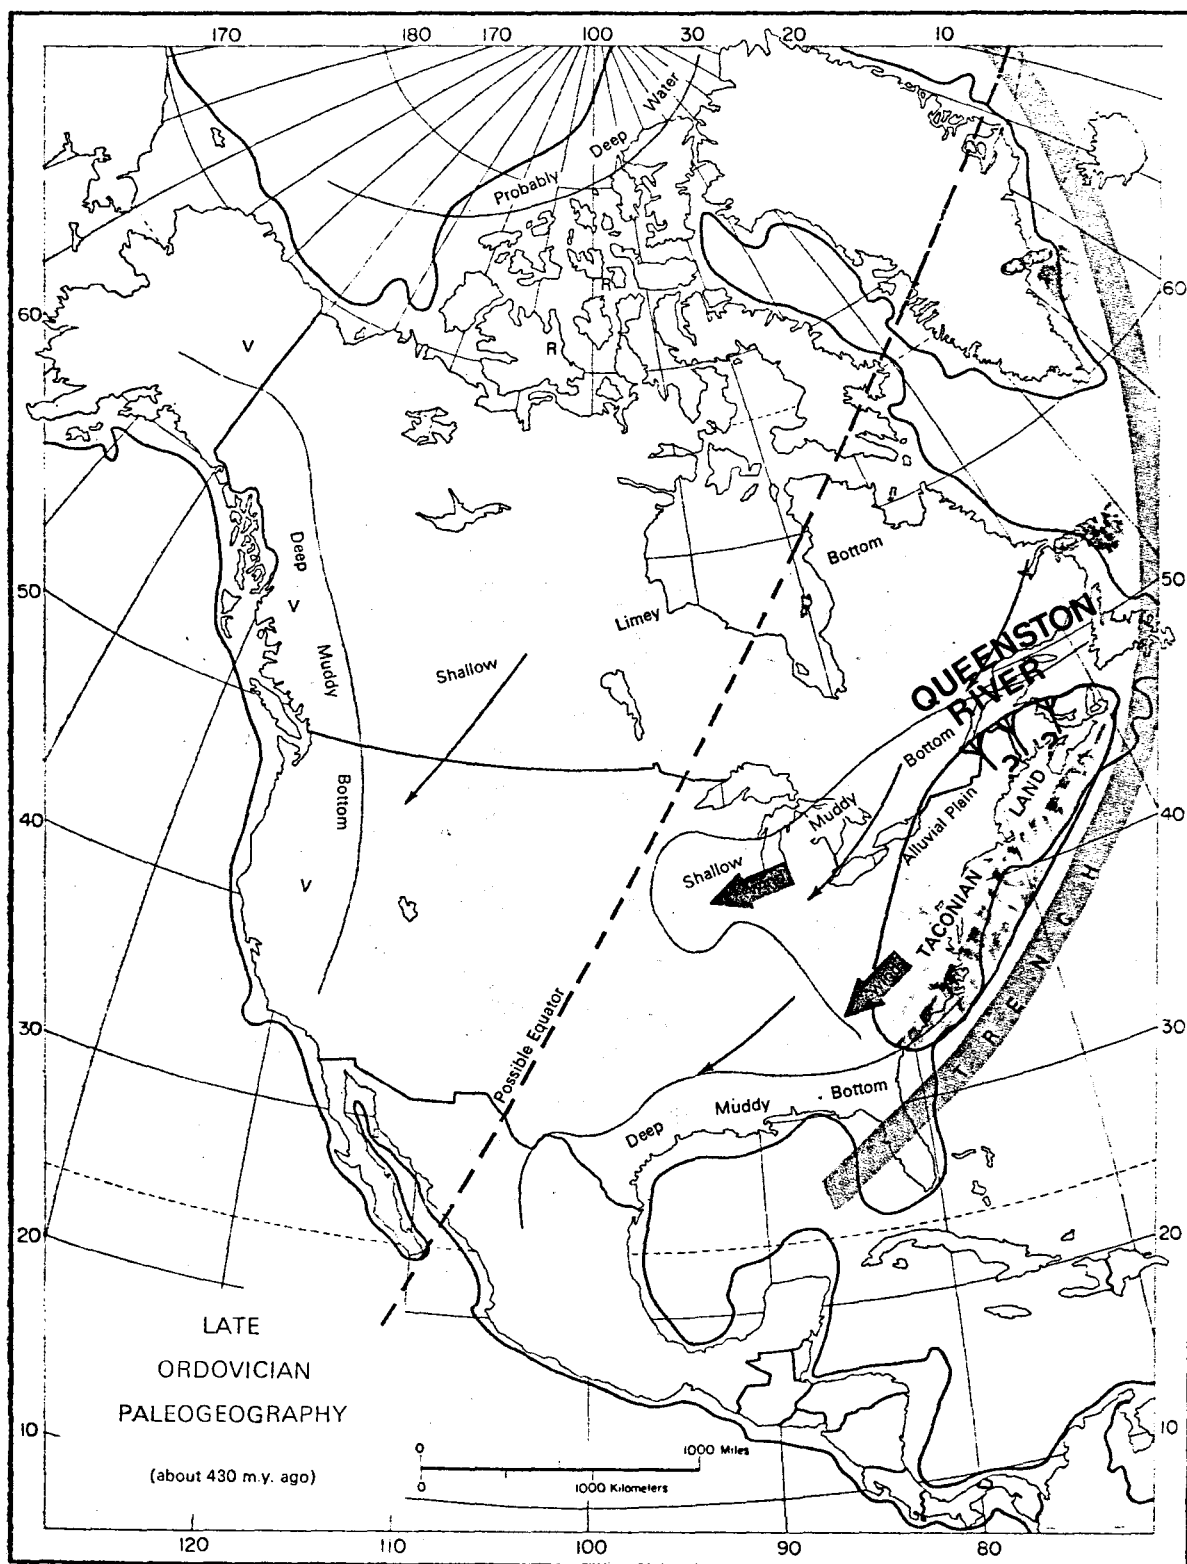 170 180 170 100 30 20 10
Probably Deep Water
R
60 60
V
R
Deep
Muddy
Bottom
V
V
50 50
Limey Bottom
Shallow
QUEENSTON
RIVER
Bottom
Muddy
Shallow
Alluvial Plain
TACONIAN LAND
40 40
TRENCH
30 30
Possible Equator
Deep Muddy Bottom
20 20
LATE
ORDOVICIAN
PALEOGEOGRAPHY
(about 430 m.y. ago)
10 10
0 1000 Miles
0 1000 Kilometers
120 110 100 90 80